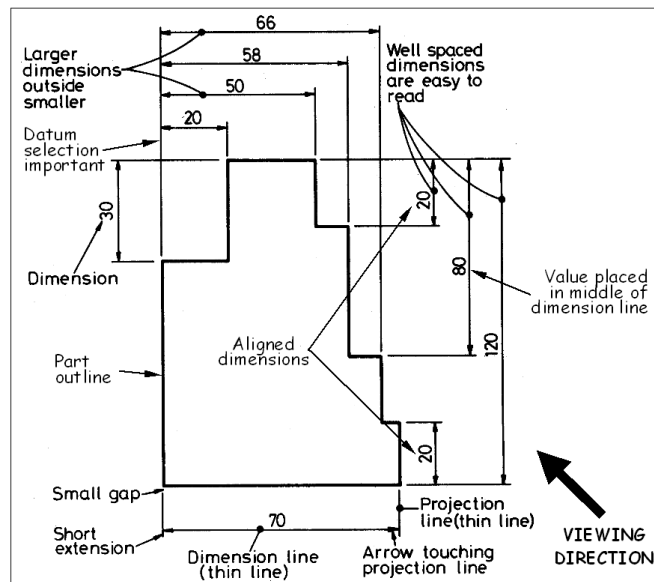 66
Larger
dimensions
outside
smaller
58
50
20
Well spaced
dimensions
are easy to
read
Datum
selection
important
30
20
Dimension
80
Value placed
in middle of
dimension line
Aligned
dimensions
120
Part
outline
20
Small gap
Short
extension
70
Dimension line
(thin line)
Projection
line(thin line)
Arrow touching
projection line
VIEWING
DIRECTION